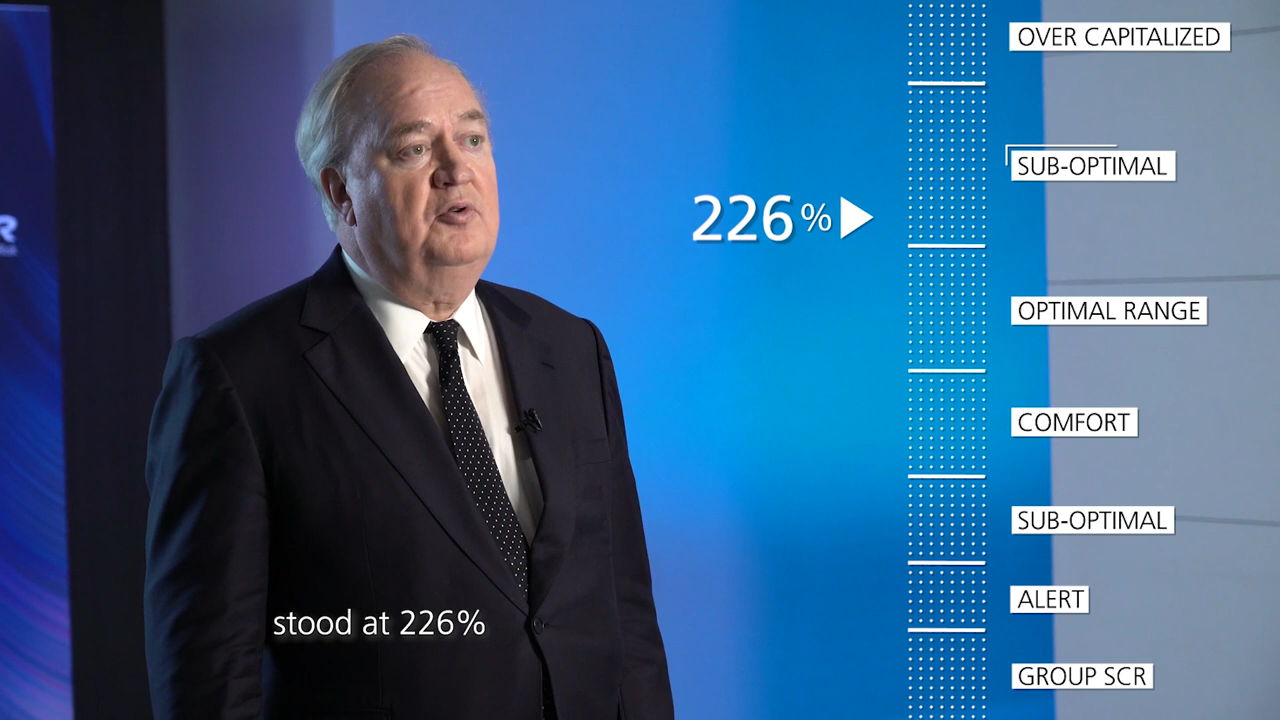 OVER CAPITALIZED
SUB-OPTIMAL
226 %
OPTIMAL RANGE
COMFORT
SUB-OPTIMAL
ALERT
stood at 226%
GROUP SCR